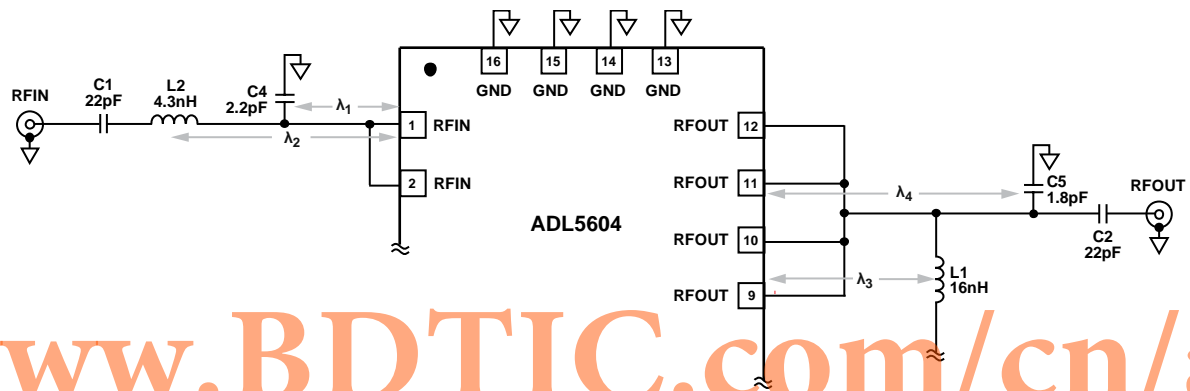 16
15
14
13
GND
GND
GND
GND
RFIN
C1
22pF
L2
4.3nH
C4
2.2pF
λ1
λ2
1
RFIN
2
RFIN
ADL5604
RFOUT
12
RFOUT
11
RFOUT
10
RFOUT
9
λ4
λ3
L1
16nH
C5
1.8pF
C2
22pF
RFOUT
www.BDTIC.com/cn/a